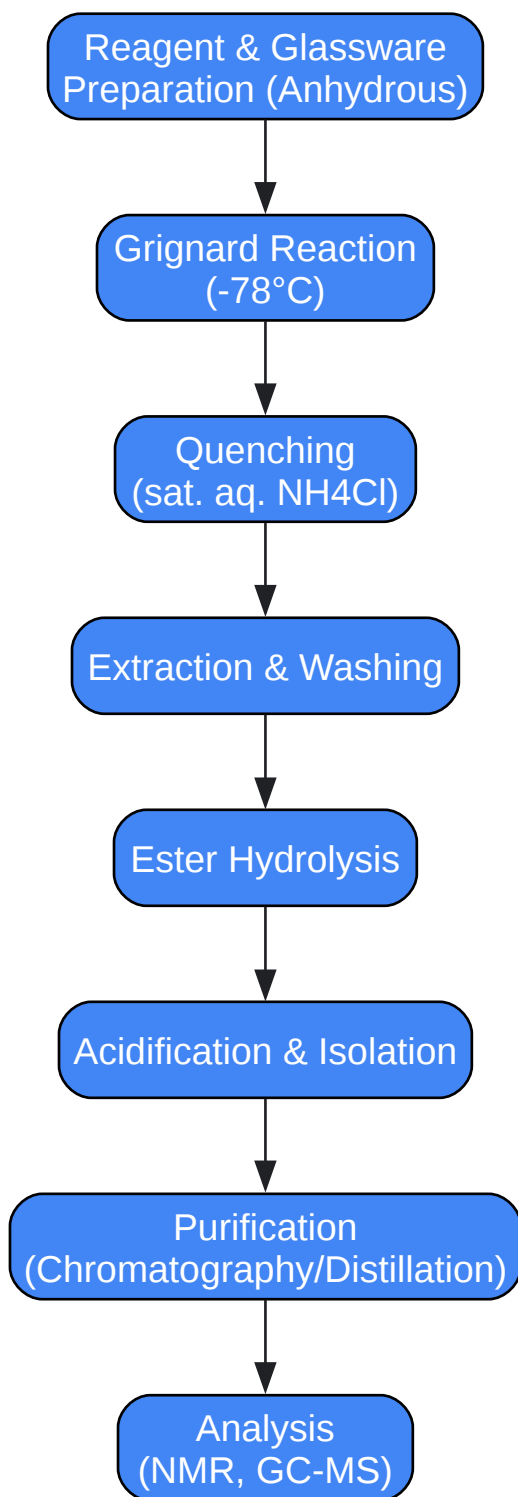 Reagent & Glassware
Preparation (Anhydrous)
Grignard Reaction
(-78°C)
Quenching
(sat. aq. NH4Cl)
Extraction & Washing
Ester Hydrolysis
Acidification & Isolation
Purification
(Chromatography/Distillation)
Analysis
(NMR, GC-MS)